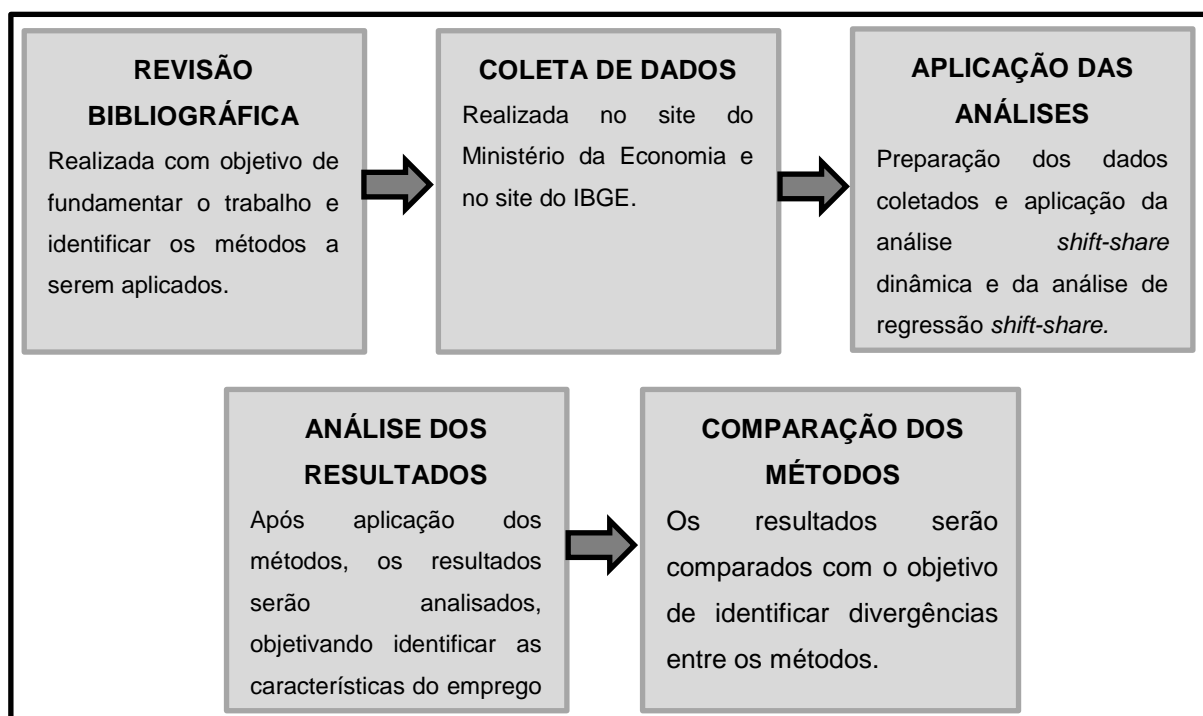 REVISÃO
BIBLIOGRÁFICA
Realizada com objetivo de
fundamentar o trabalho e
identificar os métodos a
serem aplicados.
COLETA DE DADOS
Realizada no site do
Ministério da Economia e
no site do IBGE.
APLICAÇÃO DAS
ANÁLISES
Preparação dos dados
coletados e aplicação da
análise shift-share
dinâmica e da análise de
regressão shift-share.
ANÁLISE DOS
RESULTADOS
Após aplicação dos
métodos, os resultados
serão analisados,
objetivando identificar as
características do emprego
COMPARAÇÃO DOS
MÉTODOS
Os resultados serão
comparados com o objetivo
de identificar divergências
entre os métodos.